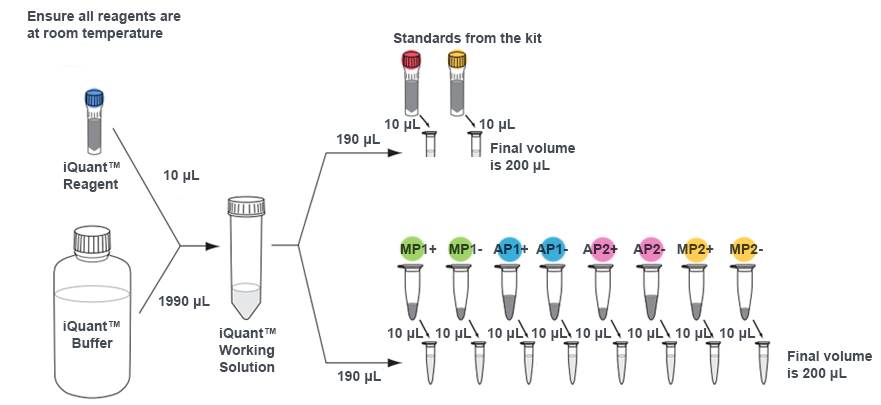 Ensure all reagents are
at room temperature
Standards from the kit
10 µL
10 µL
190 µL
Final volume
is 200 µL
iQuant™
Reagent
10 µL
MP1+ MP1- AP1+ AP1- AP2+ AP2- MP2+ MP2-
1990 µL
iQuant™
Buffer
iQuant™
Working
Solution
10 µL 10 µL 10 µL 10 µL 10 µL 10 µL 10 µL 10 µL
190 µL
Final volume
is 200 µL